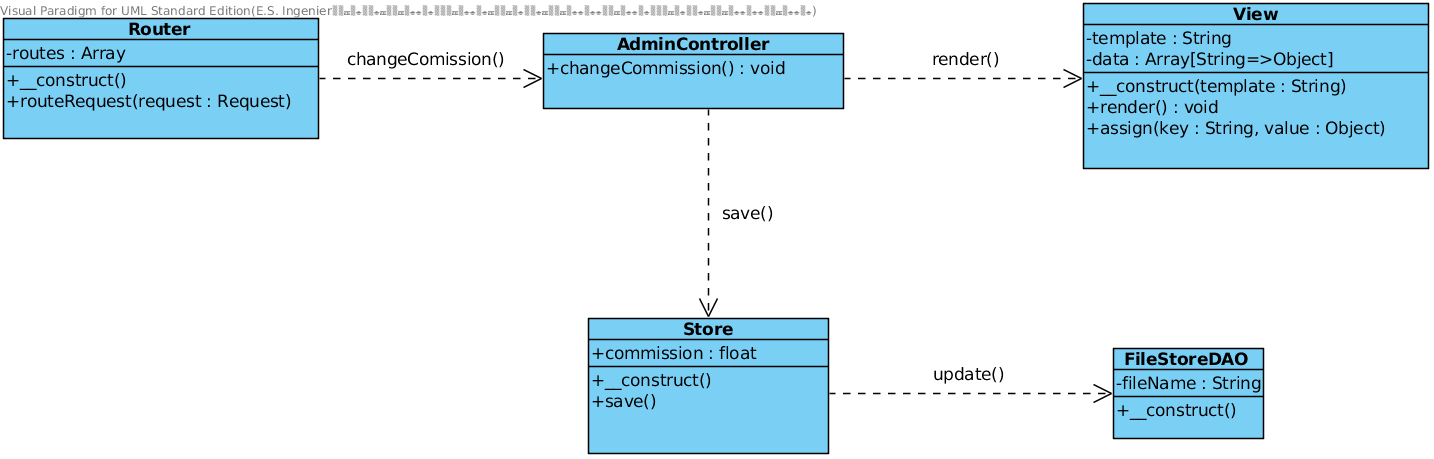 Visual Paradigm for UML Standard Edition(E.S. Ingenier
Router
-routes : Array
+__construct()
+routeRequest(request : Request)
changeComission()
AdminController
+changeCommission() : void
render()
View
-template : String
-data : Array[String=>Object]
+__construct(template : String)
+render() : void
+assign(key : String, value : Object)
save()
Store
+commission : float
+__construct()
+save()
update()
FileStoreDAO
-fileName : String
+__construct()